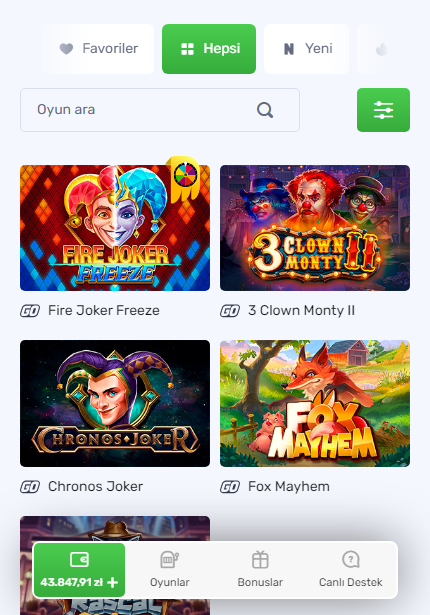 Favoriler
Hepsi
Yeni
Oyun ara
FIRE JOKER
FREEZE
3 CLOWN
MONTY II
GO Fire Joker Freeze
GO 3 Clown Monty II
CHRONOS JOKER
FOX
MAYHEM
GO Chronos Joker
GO Fox Mayhem
43.847,91 zł +
Oyunlar
Bonuslar
Canlı Destek
RASCAL